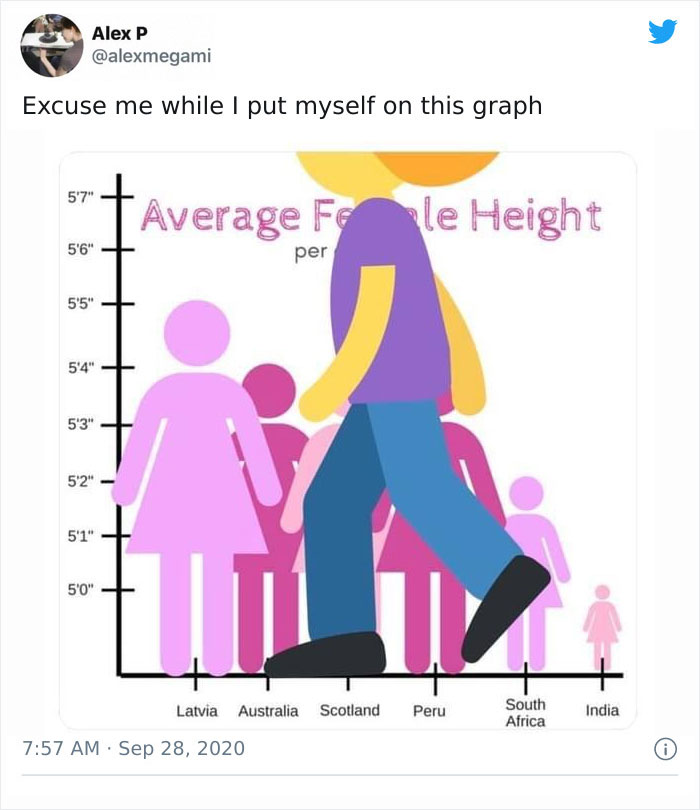 Alex P
@alexmegami
Excuse me while I put myself on this graph
Average Fe le Height
per
5'7"
5'6"
5'5"
5'4"
5'3"
5'2"
5'1"
5'0"
Latvia Australia Scotland Peru South Africa India
7:57 AM · Sep 28, 2020